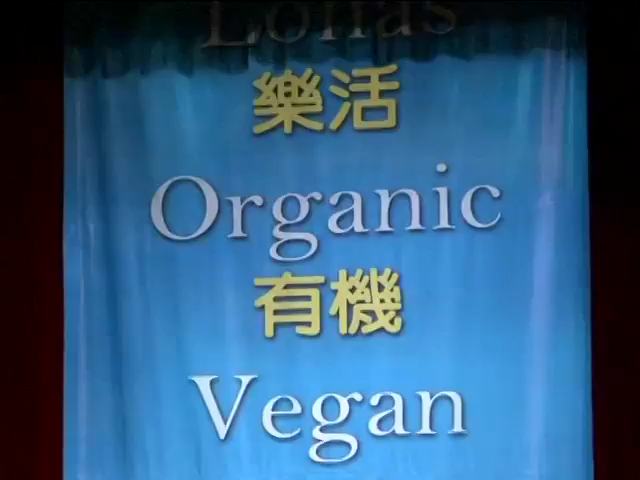 Lohas
樂活
Organic
有機
Vegan